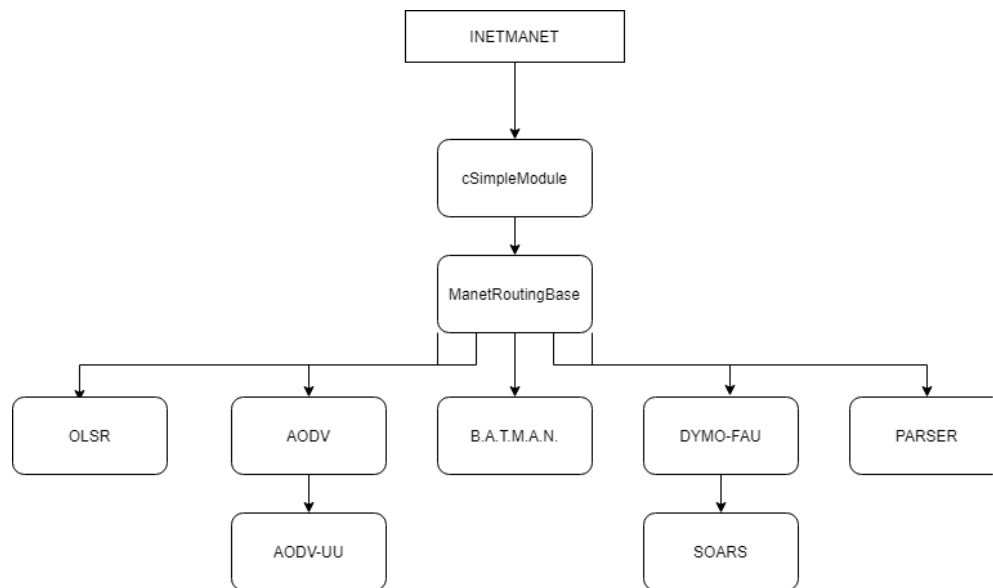 INETMANET
cSimpleModule
ManetRoutingBase
OLSR
AODV
B.A.T.M.A.N.
DYMO-FAU
PARSER
AODV-UU
SOARS